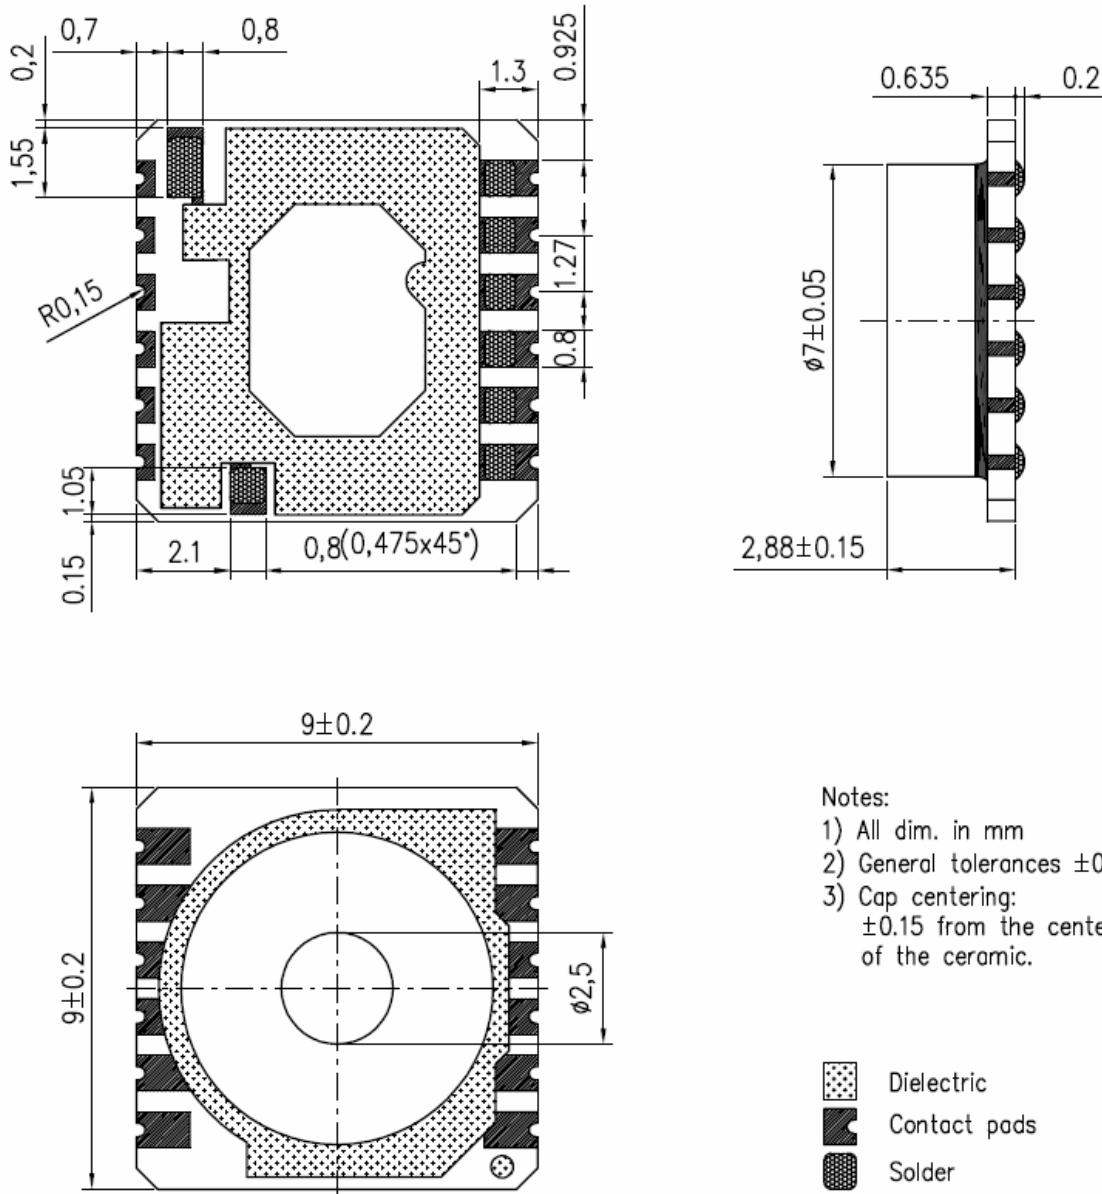 0,7
0,8
0,2
0.925
1.3
1,55
R0,15
1.27
0.8
1.05
0.15
2.1
0,8(0,475x45°)
0.635
0.2
ø7±0.05
2,88±0.15
9±0.2
9±0.2
ø2,5
Notes:
1) All dim. in mm
2) General tolerances ±0
3) Cap centering:
±0.15 from the cente
of the ceramic.
Dielectric
Contact pads
Solder